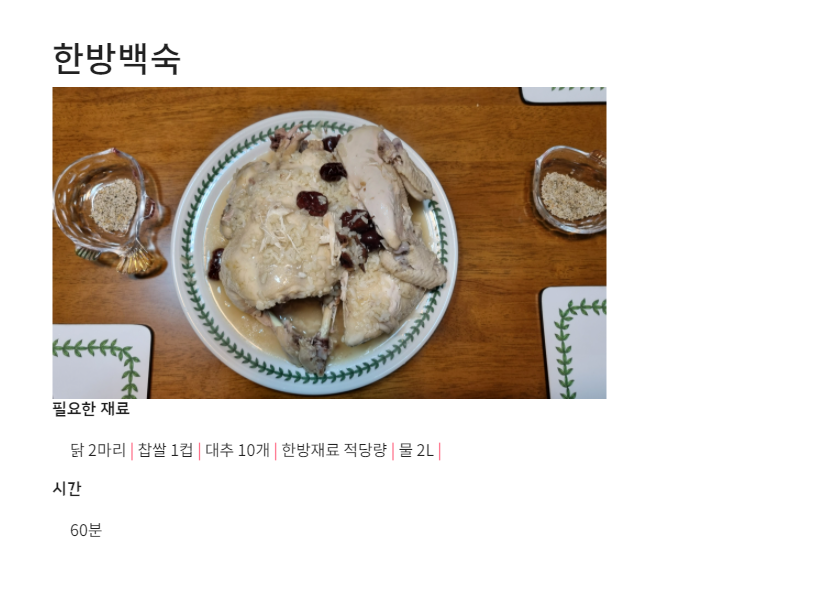 한방백숙
필요한 재료
닭 2마리 | 찹쌀 1컵 | 대추 10개 | 한방재료 적당량 | 물 2L |
시간
60분